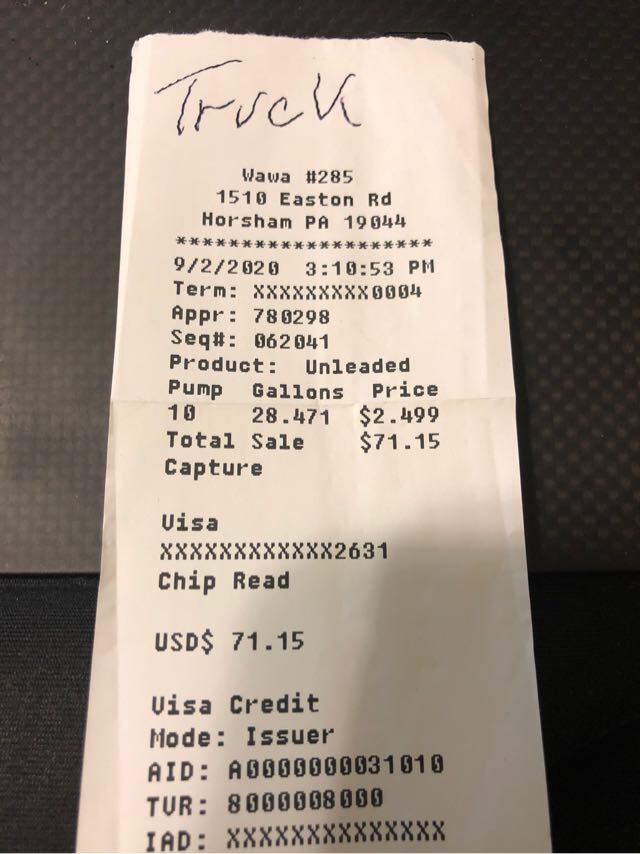 Truck
Wawa #285
1510 Easton Rd
Horsham PA 19044
********************
9/2/2020 3:10:53 PM
Term: XXXXXXXXX0004
Appr: 780298
Seq#: 062041
Product: Unleaded
Pump Gallons Price
10 28.471 $2.499
Total Sale $71.15
Capture
Visa
XXXXXXXXXXXX2631
Chip Read
USD$ 71.15
Visa Credit
Mode: Issuer
AID: A0000000031010
TVR: 8000008000
IAD: XXXXXXXXXXXXXX